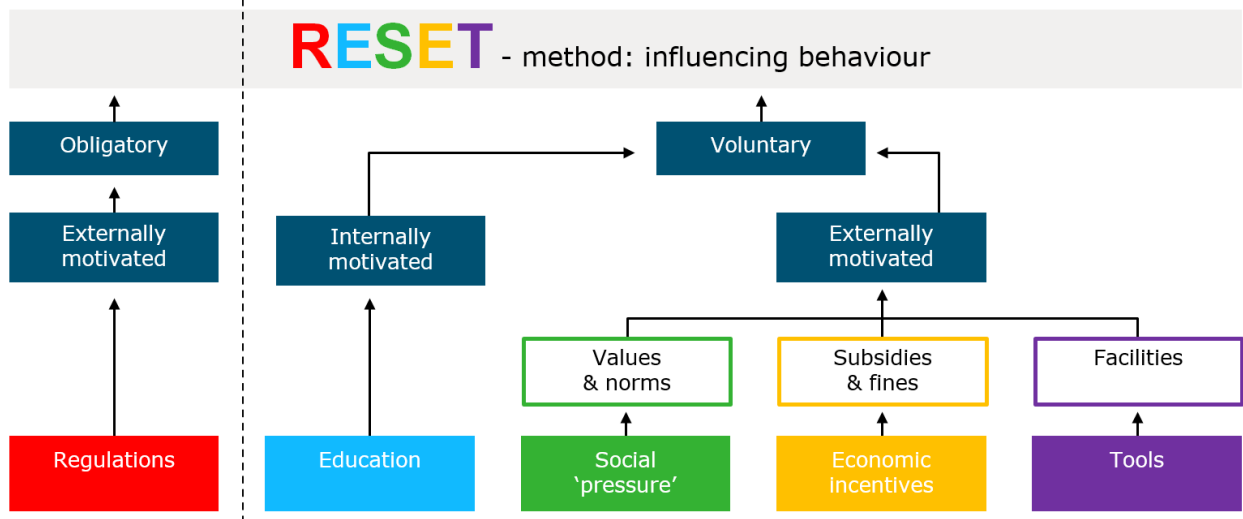 RESET - method: influencing behaviour
Obligatory
Voluntary
Externally
motivated
Internally
motivated
Externally
motivated
Values
& norms
Subsidies
& fines
Facilities
Regulations
Education
Social
‘pressure’
Economic
incentives
Tools